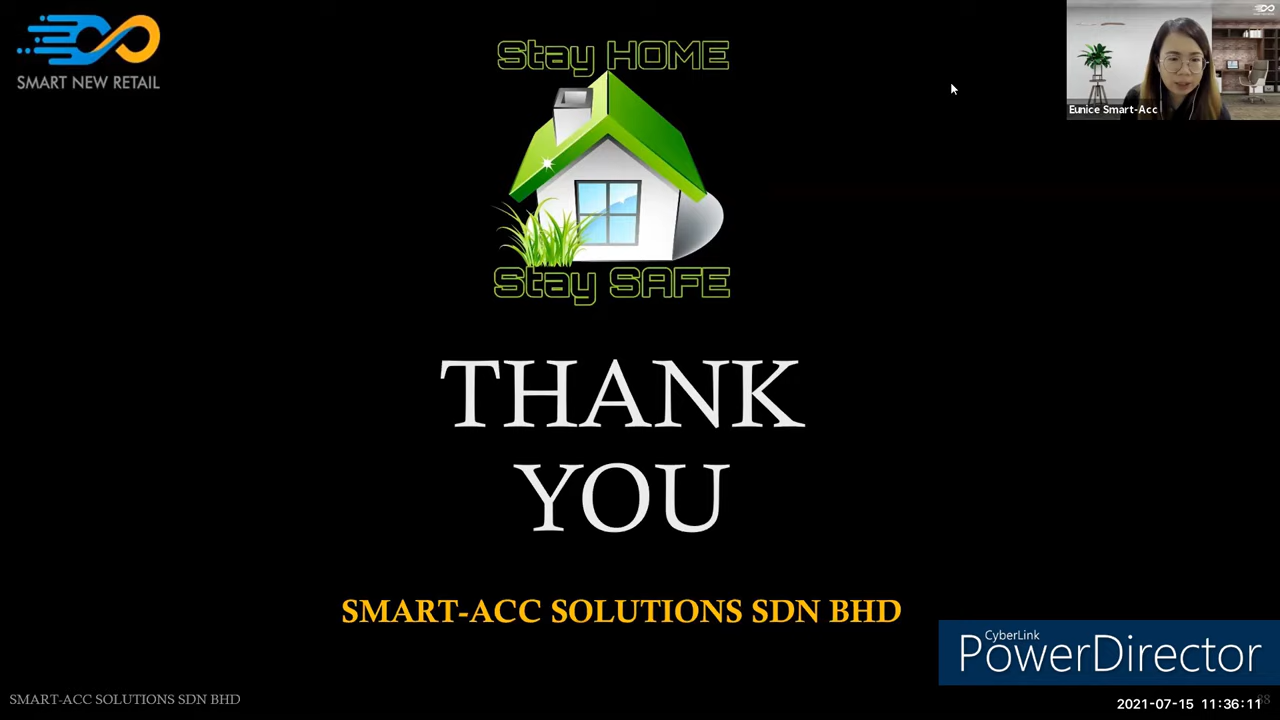 SMART NEW RETAIL
Stay HOME
Eunice Smart-Acc
Stay SAFE
THANK
YOU
SMART-ACC SOLUTIONS SDN BHD
CyberLink
PowerDirector
SMART-ACC SOLUTIONS SDN BHD
2021-07-15 11:36:11